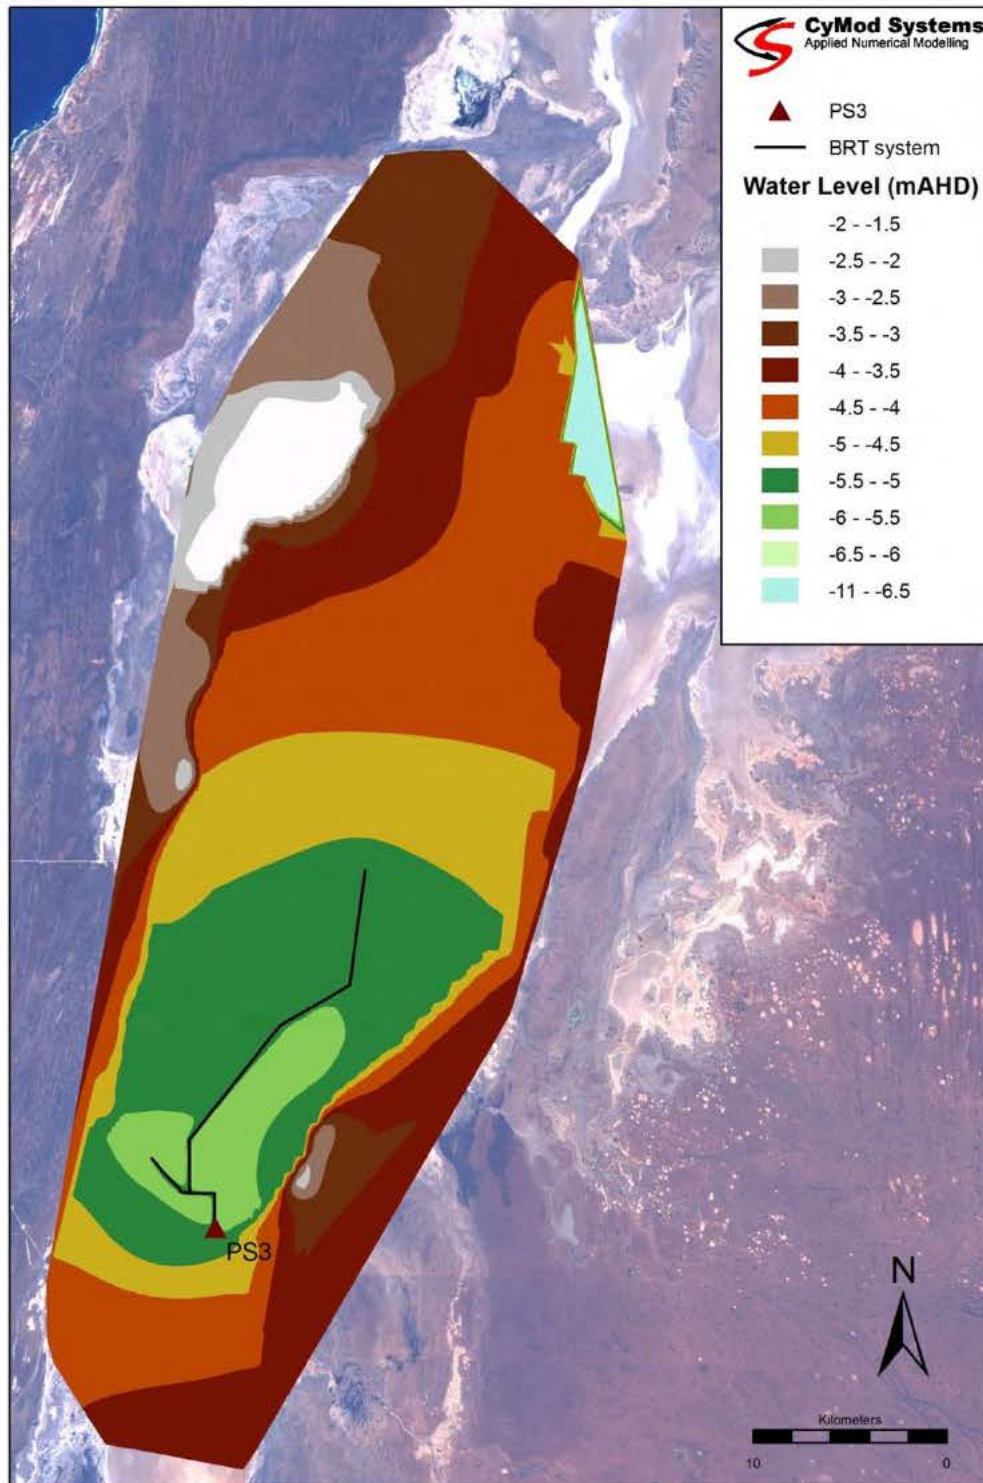 CyMod Systems
Applied Numerical Modelling
PS3
BRT system
Water Level (mAHD)
-2 - -1.5
-2.5 - -2
-3 - -2.5
-3.5 - -3
-4 - -3.5
-4.5 - -4
-5 - -4.5
-5.5 - -5
-6 - -5.5
-6.5 - -6
-11 - -6.5
PS3
N
Kilometers
10 0